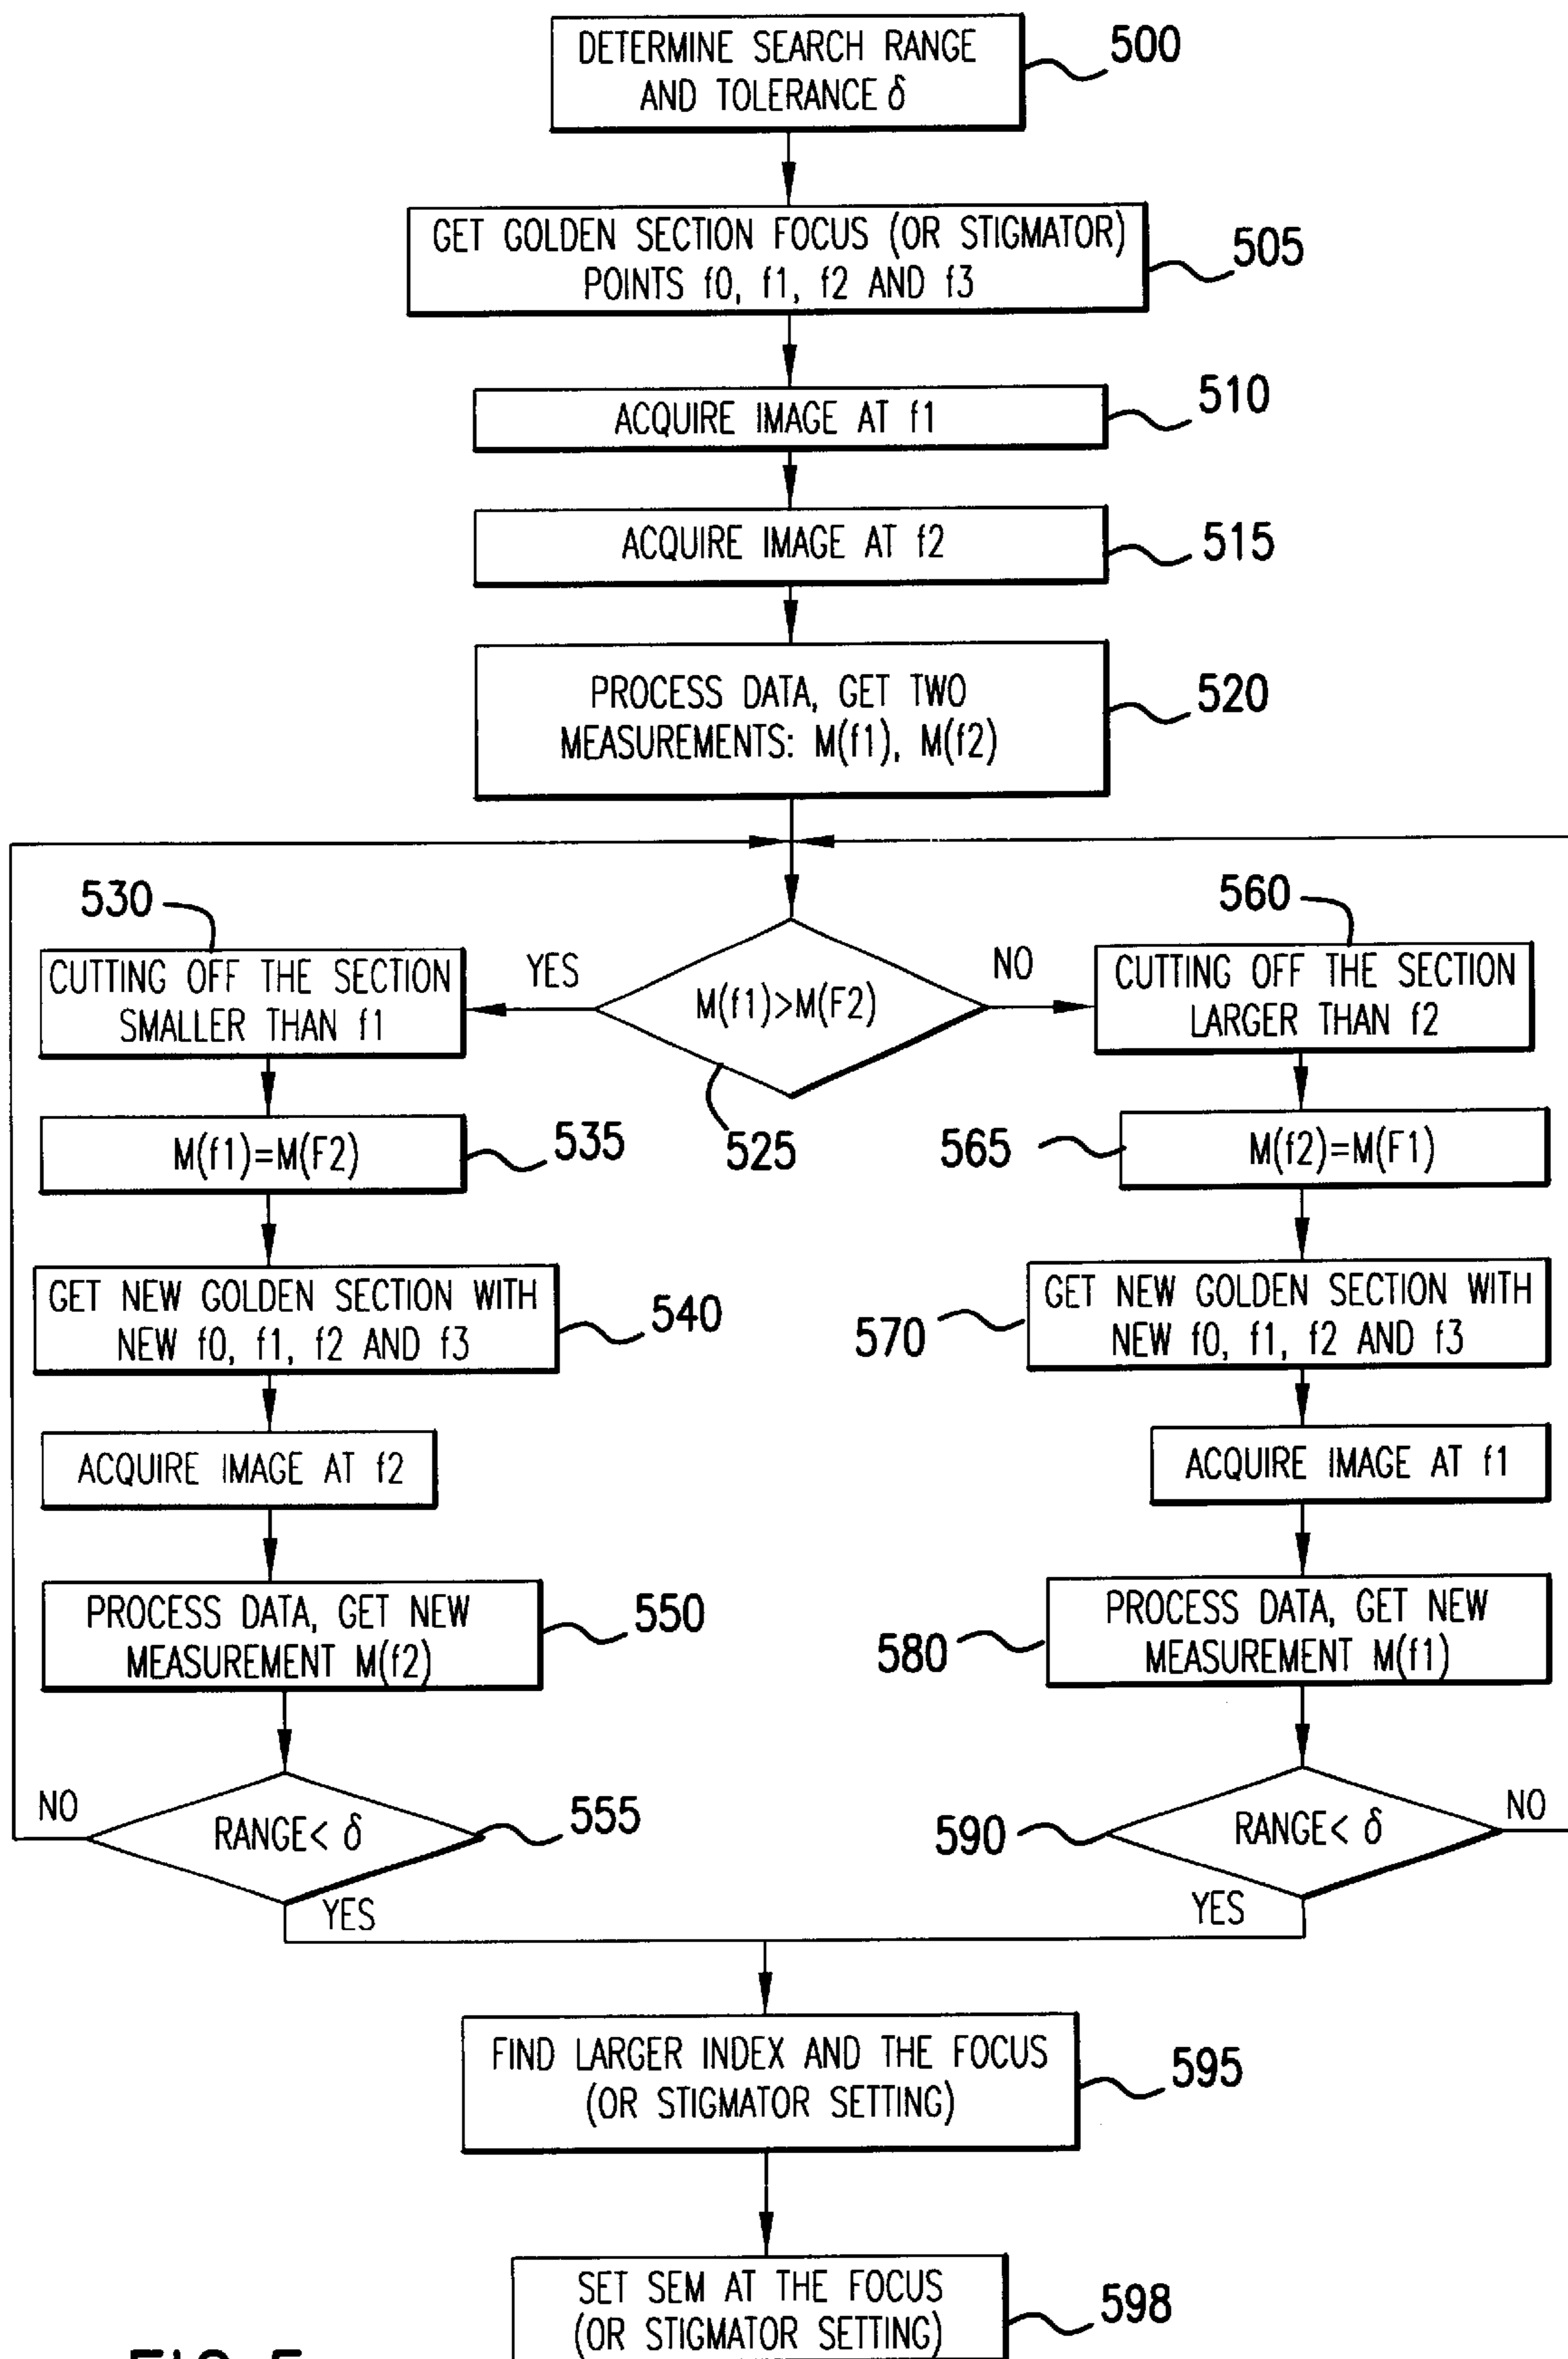 DETERMINE SEARCH RANGE
AND TOLERANCE δ
500
GET GOLDEN SECTION FOCUS (OR STIGMATOR)
POINTS f0, f1, f2 AND f3
505
ACQUIRE IMAGE AT f1
510
ACQUIRE IMAGE AT f2
515
PROCESS DATA, GET TWO
MEASUREMENTS: M(f1), M(f2)
520
530
CUTTING OFF THE SECTION
SMALLER THAN f1
YES
M(f1)>M(F2)
525
NO
560
CUTTING OFF THE SECTION
LARGER THAN f2
M(f1)=M(F2)
535
565
M(f2)=M(F1)
GET NEW GOLDEN SECTION WITH
NEW f0, f1, f2 AND f3
540
570
GET NEW GOLDEN SECTION WITH
NEW f0, f1, f2 AND f3
ACQUIRE IMAGE AT f2
ACQUIRE IMAGE AT f1
PROCESS DATA, GET NEW
MEASUREMENT M(f2)
550
580
PROCESS DATA, GET NEW
MEASUREMENT M(f1)
NO
RANGE< δ
555
YES
590
RANGE< δ
NO
YES
FIND LARGER INDEX AND THE FOCUS
(OR STIGMATOR SETTING)
595
SET SEM AT THE FOCUS
(OR STIGMATOR SETTING)
598